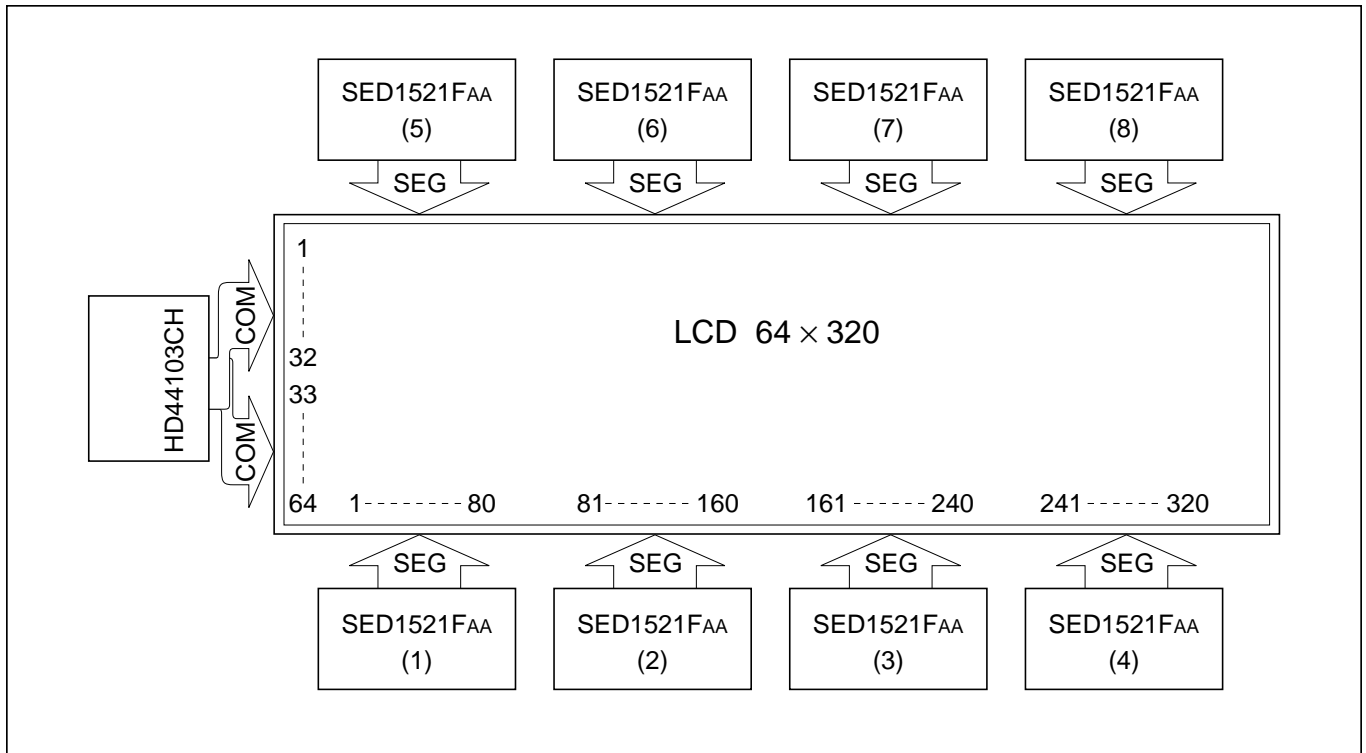 SED1521FAA SED1521FAA SED1521FAA SED1521FAA
(5) (6) (7) (8)
SEG SEG SEG SEG
1
COM
HD44103CH
LCD 64 × 320
32
33
COM
64 1 80 81 160 161 240 241 320
SEG SEG SEG SEG
SED1521FAA SED1521FAA SED1521FAA SED1521FAA
(1) (2) (3) (4)